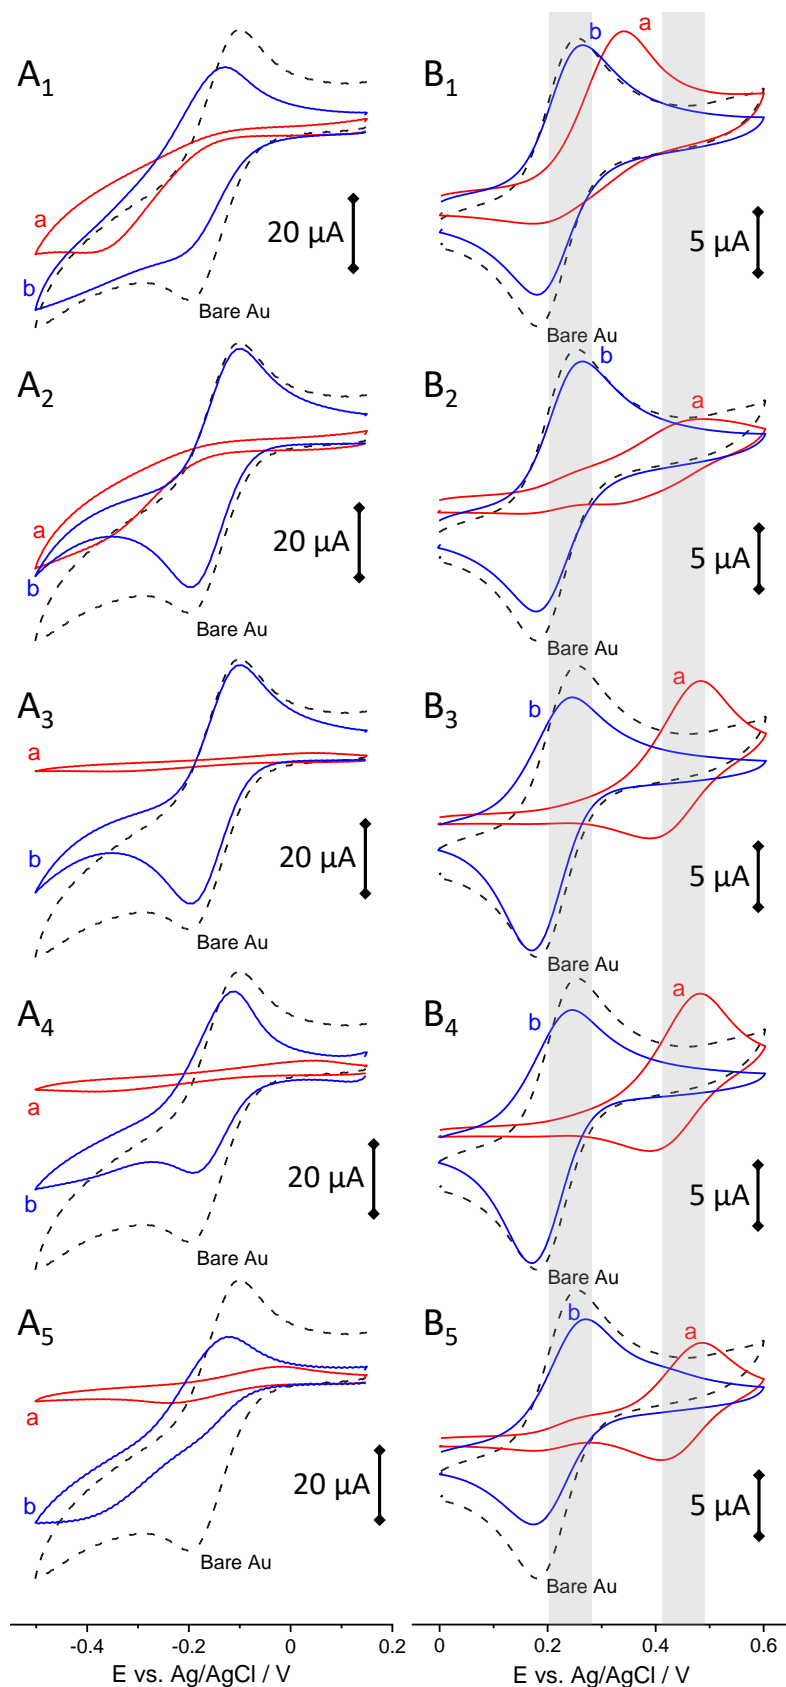 A1
a
b
20 µA
Bare Au
B1
b
a
5 µA
Bare Au
A2
a
b
20 µA
Bare Au
B2
b
a
5 µA
Bare Au
A3
a
b
20 µA
Bare Au
B3
b
a
5 µA
Bare Au
A4
a
b
20 µA
Bare Au
B4
b
a
5 µA
Bare Au
A5
a
b
20 µA
Bare Au
B5
b
a
5 µA
Bare Au
-0.4 -0.2 0 0.2
E vs. Ag/AgCl / V
0 0.2 0.4 0.6
E vs. Ag/AgCl / V